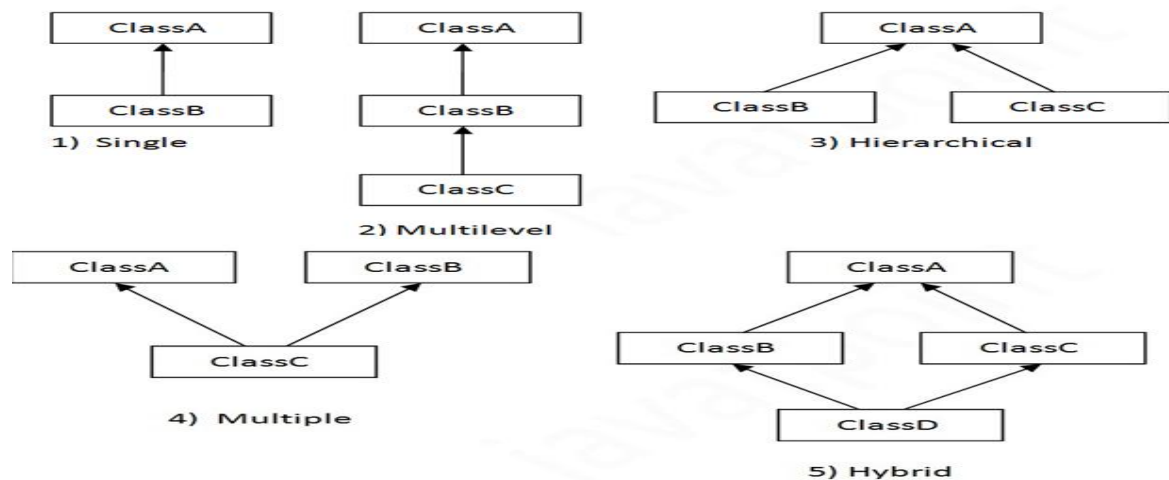 ClassA
ClassB
1) Single
ClassA
ClassB
ClassC
2) Multilevel
ClassA
ClassB ClassC
3) Hierarchical
ClassA ClassB
ClassC
4) Multiple
ClassA
ClassB ClassC
ClassD
5) Hybrid